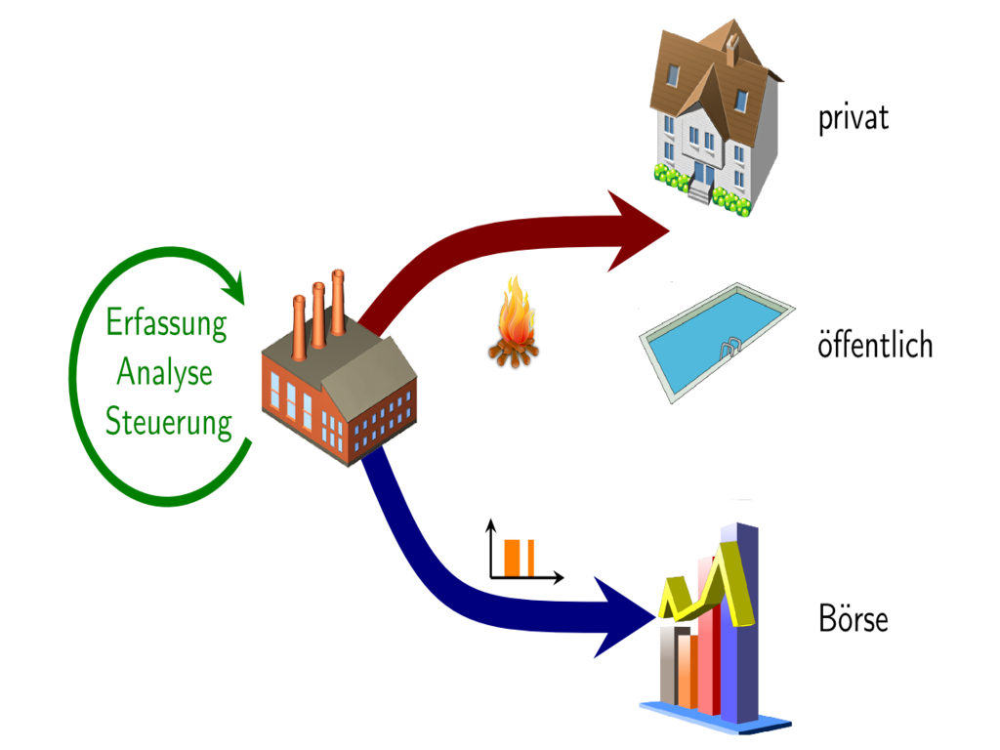 privat
Erfassung
Analyse
Steuerung
öffentlich
Börse